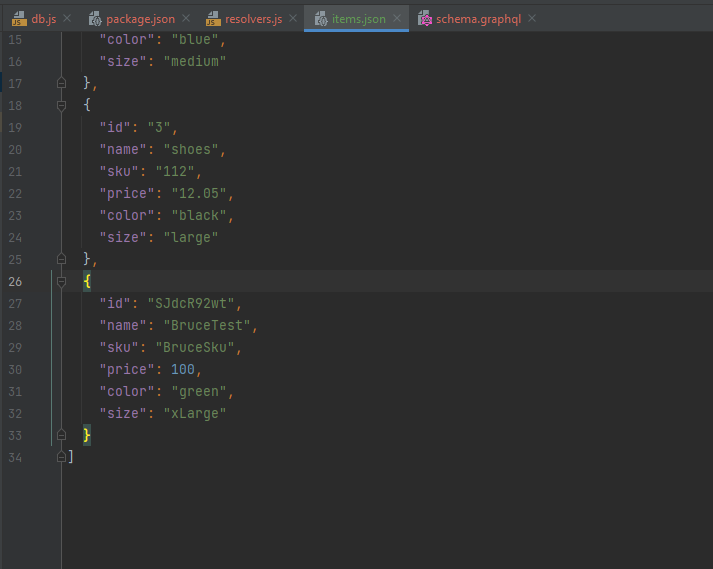 db.js package.json resolvers.js items.json schema.graphql
15 "color": "blue",
16 "size": "medium"
17 },
18 {
19 "id": "3",
20 "name": "shoes",
21 "sku": "112",
22 "price": "12.05",
23 "color": "black",
24 "size": "large"
25 },
26 {
27 "id": "SJdcR92wt",
28 "name": "BruceTest",
29 "sku": "BruceSku",
30 "price": 100,
31 "color": "green",
32 "size": "xLarge"
33 }
34 ]